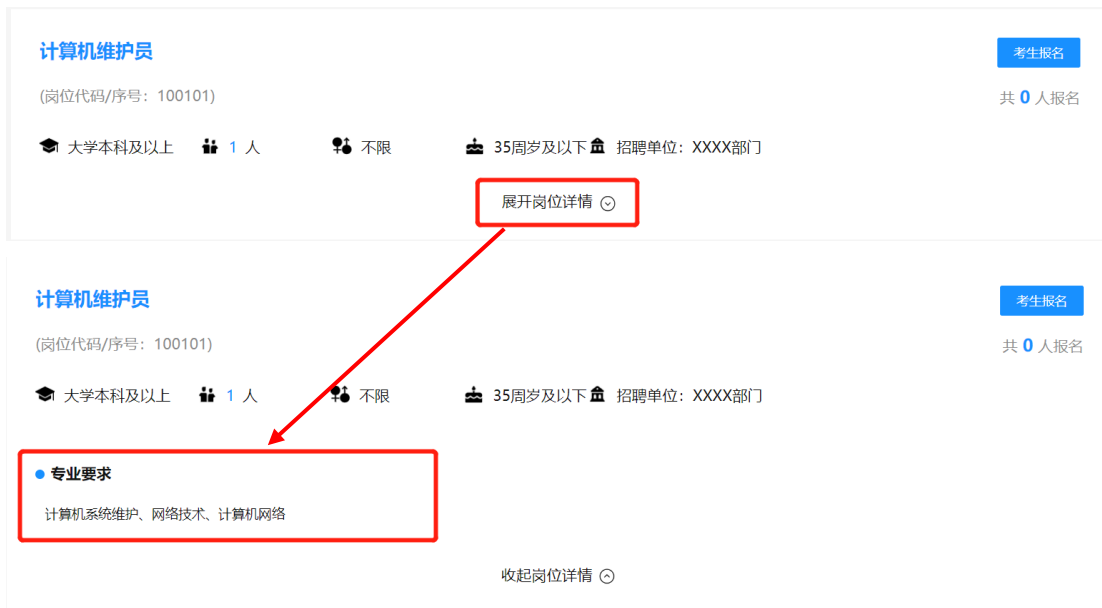 计算机维护员
考生报名
(岗位代码/序号：100101)
共 0 人报名
大学本科及以上 1 人 不限 35周岁及以下 招聘单位：XXXX部门
展开岗位详情
计算机维护员
考生报名
(岗位代码/序号：100101)
共 0 人报名
大学本科及以上 1 人 不限 35周岁及以下 招聘单位：XXXX部门
专业要求
计算机系统维护、网络技术、计算机网络
收起岗位详情